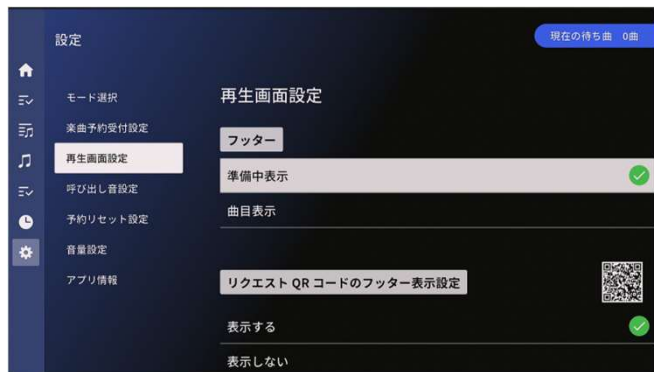 設定
現在の待ち曲 0曲
モード選択
楽曲予約受付設定
再生画面設定
呼び出し音設定
予約リセット設定
音量設定
アプリ情報
再生画面設定
フッター
準備中表示
曲目表示
リクエスト QR コードのフッター表示設定
表示する
表示しない